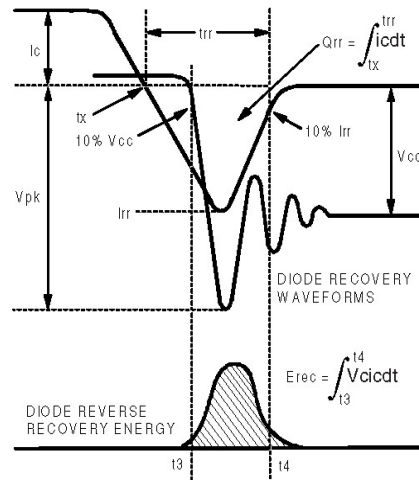 trr
Qrr = ∫ trr tx icdt
Ic
tx
10% Vcc
10% Irr
Vpk
Vcc
Irr
DIODE RECOVERY
WAVEFORMS
Erec = ∫ t4 t3 Vcicdt
DIODE REVERSE
RECOVERY ENERGY
t3
t4